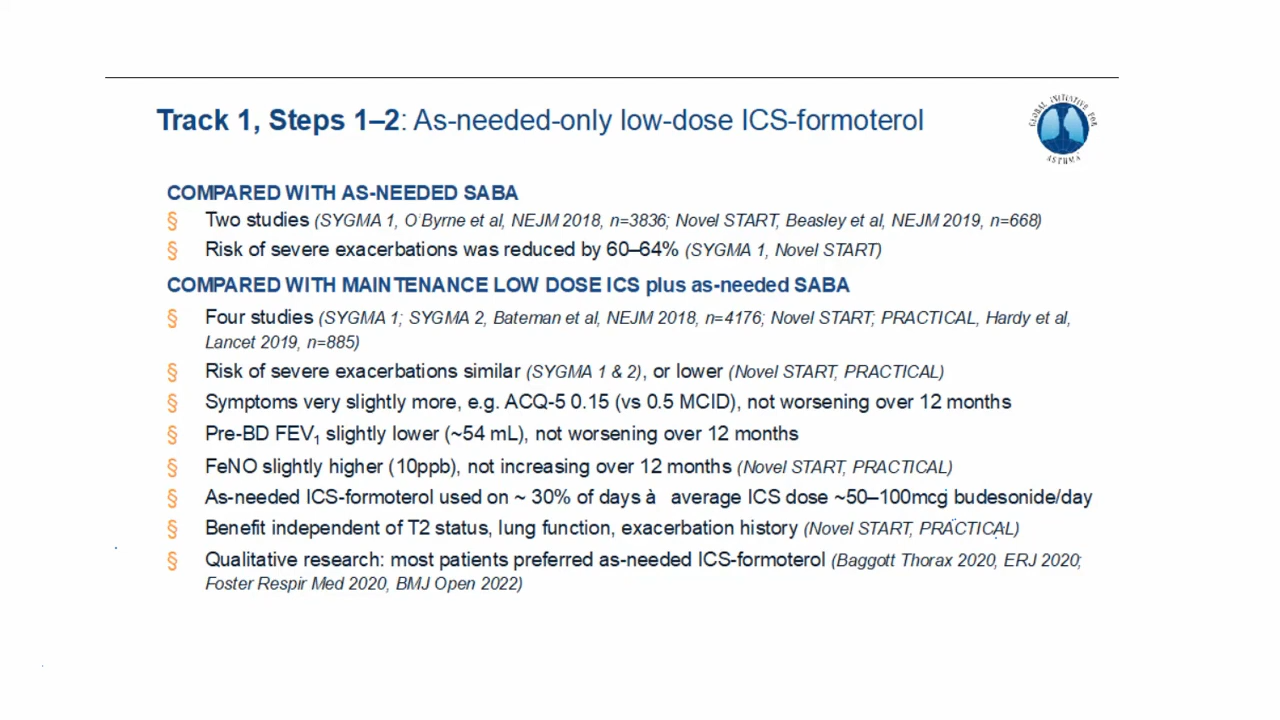 Track 1, Steps 1–2: As-needed-only low-dose ICS-formoterol
GLOBAL INITIATIVE FOR
ASTHMA
COMPARED WITH AS-NEEDED SABA
§ Two studies (SYGMA 1, O'Byrne et al, NEJM 2018, n=3836; Novel START, Beasley et al, NEJM 2019, n=668)
§ Risk of severe exacerbations was reduced by 60–64% (SYGMA 1, Novel START)
COMPARED WITH MAINTENANCE LOW DOSE ICS plus as-needed SABA
§ Four studies (SYGMA 1; SYGMA 2, Bateman et al, NEJM 2018, n=4176; Novel START; PRACTICAL, Hardy et al,
Lancet 2019, n=885)
§ Risk of severe exacerbations similar (SYGMA 1 & 2), or lower (Novel START, PRACTICAL)
§ Symptoms very slightly more, e.g. ACQ-5 0.15 (vs 0.5 MCID), not worsening over 12 months
§ Pre-BD FEV₁ slightly lower (~54 mL), not worsening over 12 months
§ FeNO slightly higher (10ppb), not increasing over 12 months (Novel START, PRACTICAL)
§ As-needed ICS-formoterol used on ~ 30% of days à average ICS dose ~50–100mcg budesonide/day
§ Benefit independent of T2 status, lung function, exacerbation history (Novel START, PRACTICAL)
§ Qualitative research: most patients preferred as-needed ICS-formoterol (Baggott Thorax 2020, ERJ 2020;
Foster Respir Med 2020, BMJ Open 2022)